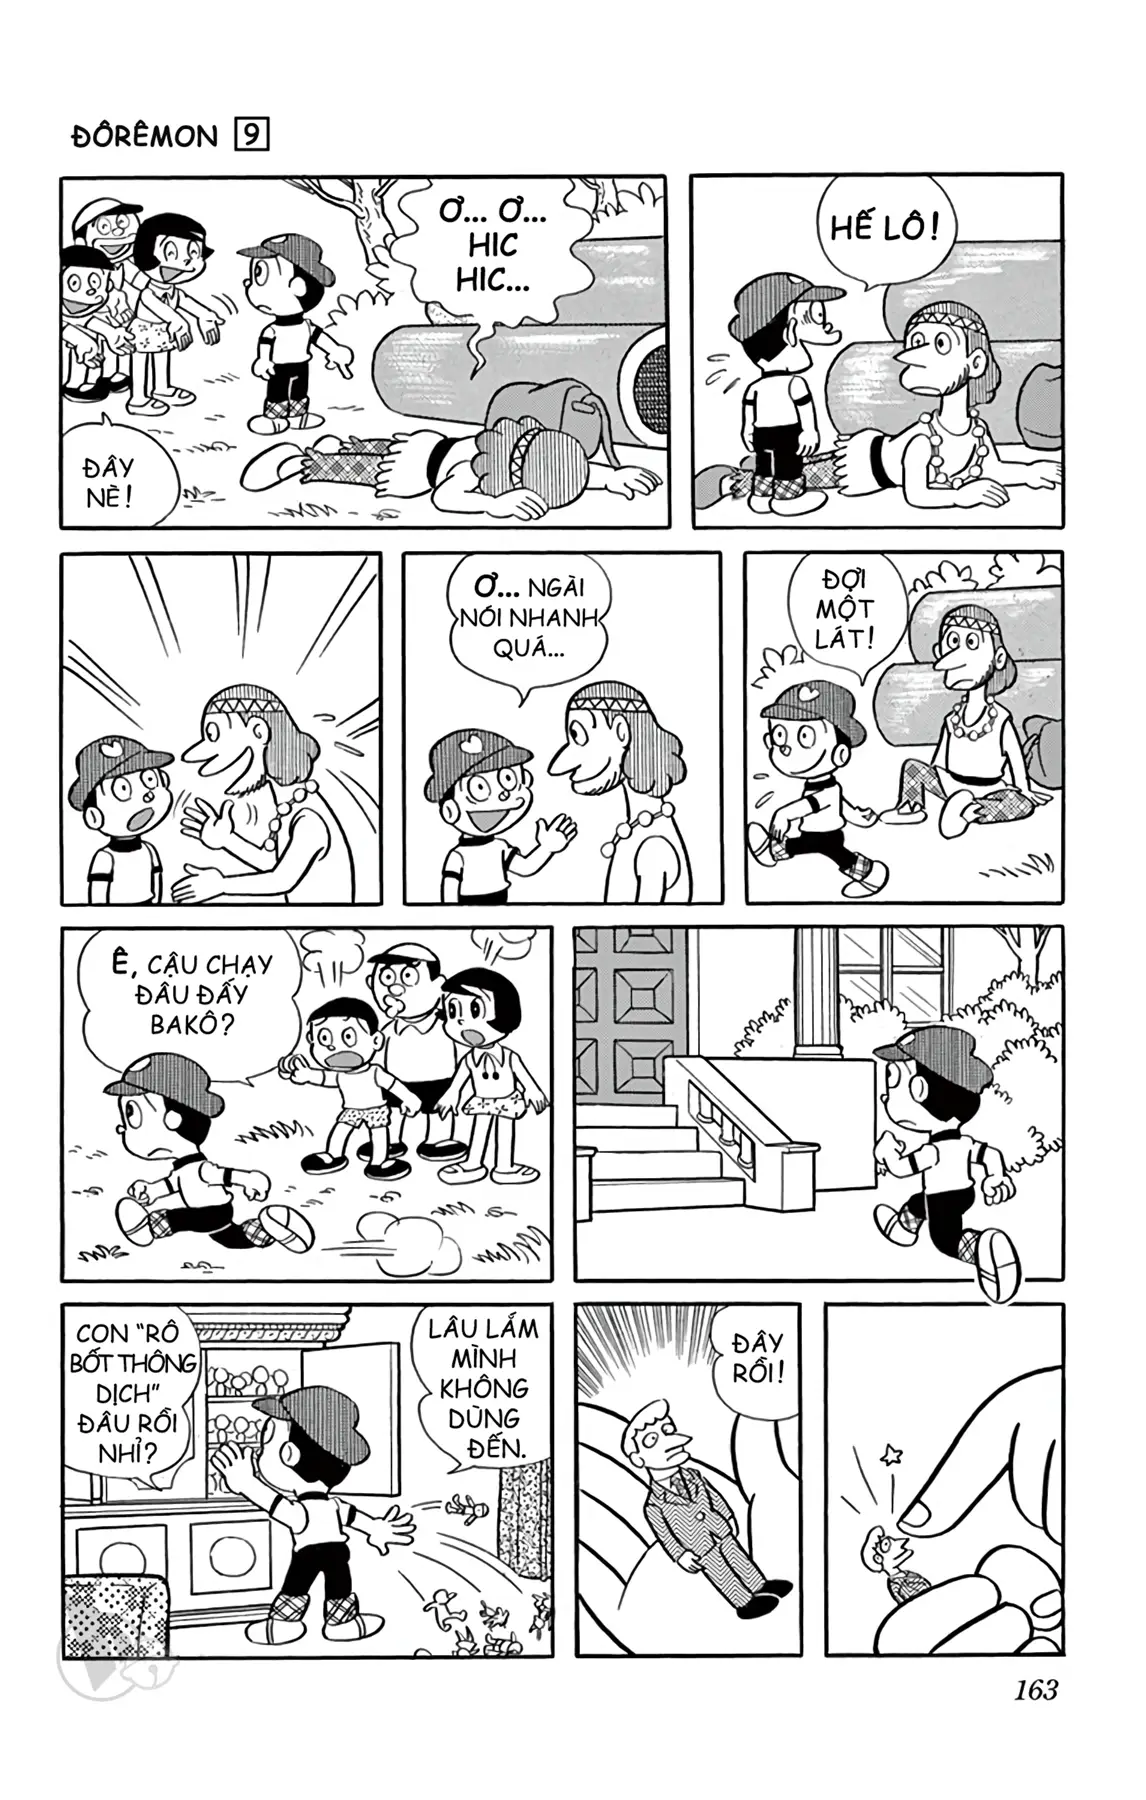 ĐÔRÊMON 9
Ơ... Ơ...
HIC
HIC...
ĐÂY
NÈ!
HẾ LÔ!
Ơ... NGÀI
NÓI NHANH
QUÁ...
ĐỢI
MỘT
LÁT!
Ê, CẬU CHẠY
ĐÂU ĐẤY
BAKÔ?
CON "RÔ
BỐT THÔNG
DỊCH"
ĐÂU RỒI
NHỈ?
LÂU LẮM
MÌNH
KHÔNG
DÙNG
ĐẾN.
ĐÂY
RỒI!
163